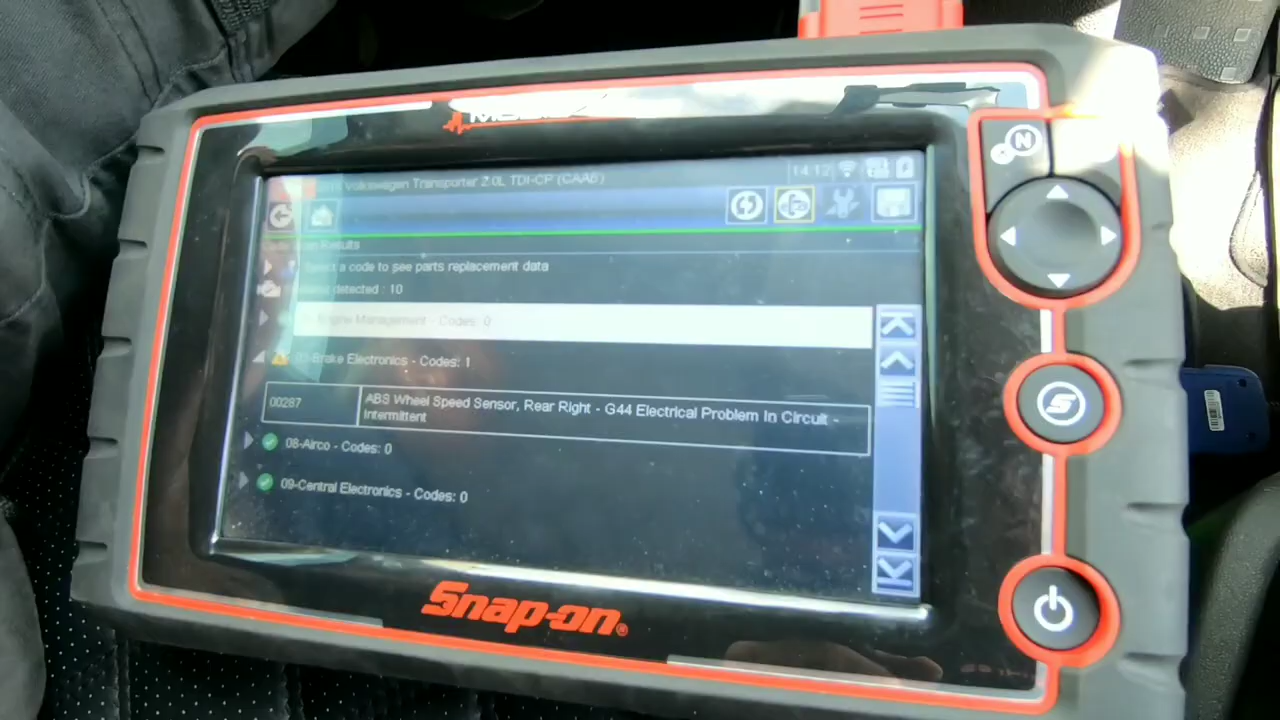 N
14:12
Volkswagen Transporter 2.0L TDI-CP (CAAB)
Results
a code to see parts replacement data
detected : 10
Engine Management - Codes: 0
03-Brake Electronics - Codes: 1
00287
ABS Wheel Speed Sensor, Rear Right - G44 Electrical Problem In Circuit -
Intermittent
08-Airco - Codes: 0
09-Central Electronics - Codes: 0
S
Snap-on®